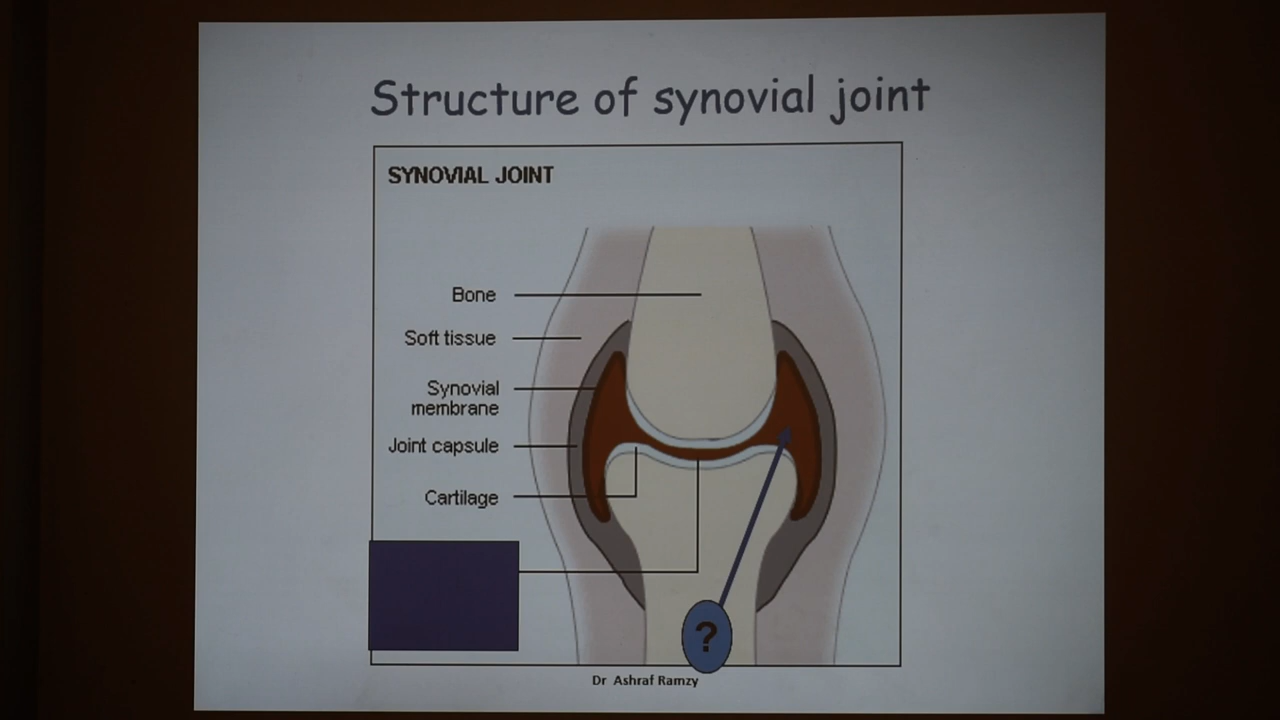 Structure of synovial joint
SYNOVIAL JOINT
Bone
Soft tissue
Synovial
membrane
Joint capsule
Cartilage
?
Dr Ashraf Ramzy